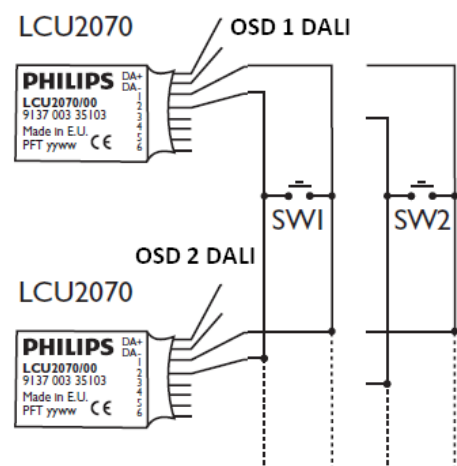 LCU2070
OSD 1 DALI
PHILIPS
LCU2070/00
9137 003 35103
Made in E.U.
PFT yyww CE
DA+
DA-
1
2
3
4
5
6
SW1
SW2
OSD 2 DALI
LCU2070
PHILIPS
LCU2070/00
9137 003 35103
Made in E.U.
PFT yyww CE
DA+
DA-
1
2
3
4
5
6